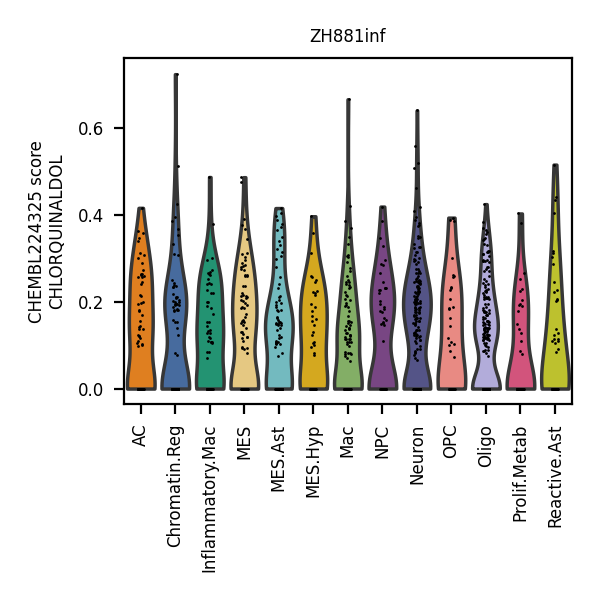 ZH881inf
CHEMBL224325 score
CHLORQUINALDOL
0.6
0.4
0.2
0.0
AC
Chromatin.Reg
Inflammatory.Mac
MES
MES.Ast
MES.Hyp
Mac
NPC
Neuron
OPC
Oligo
Prolif.Metab
Reactive.Ast